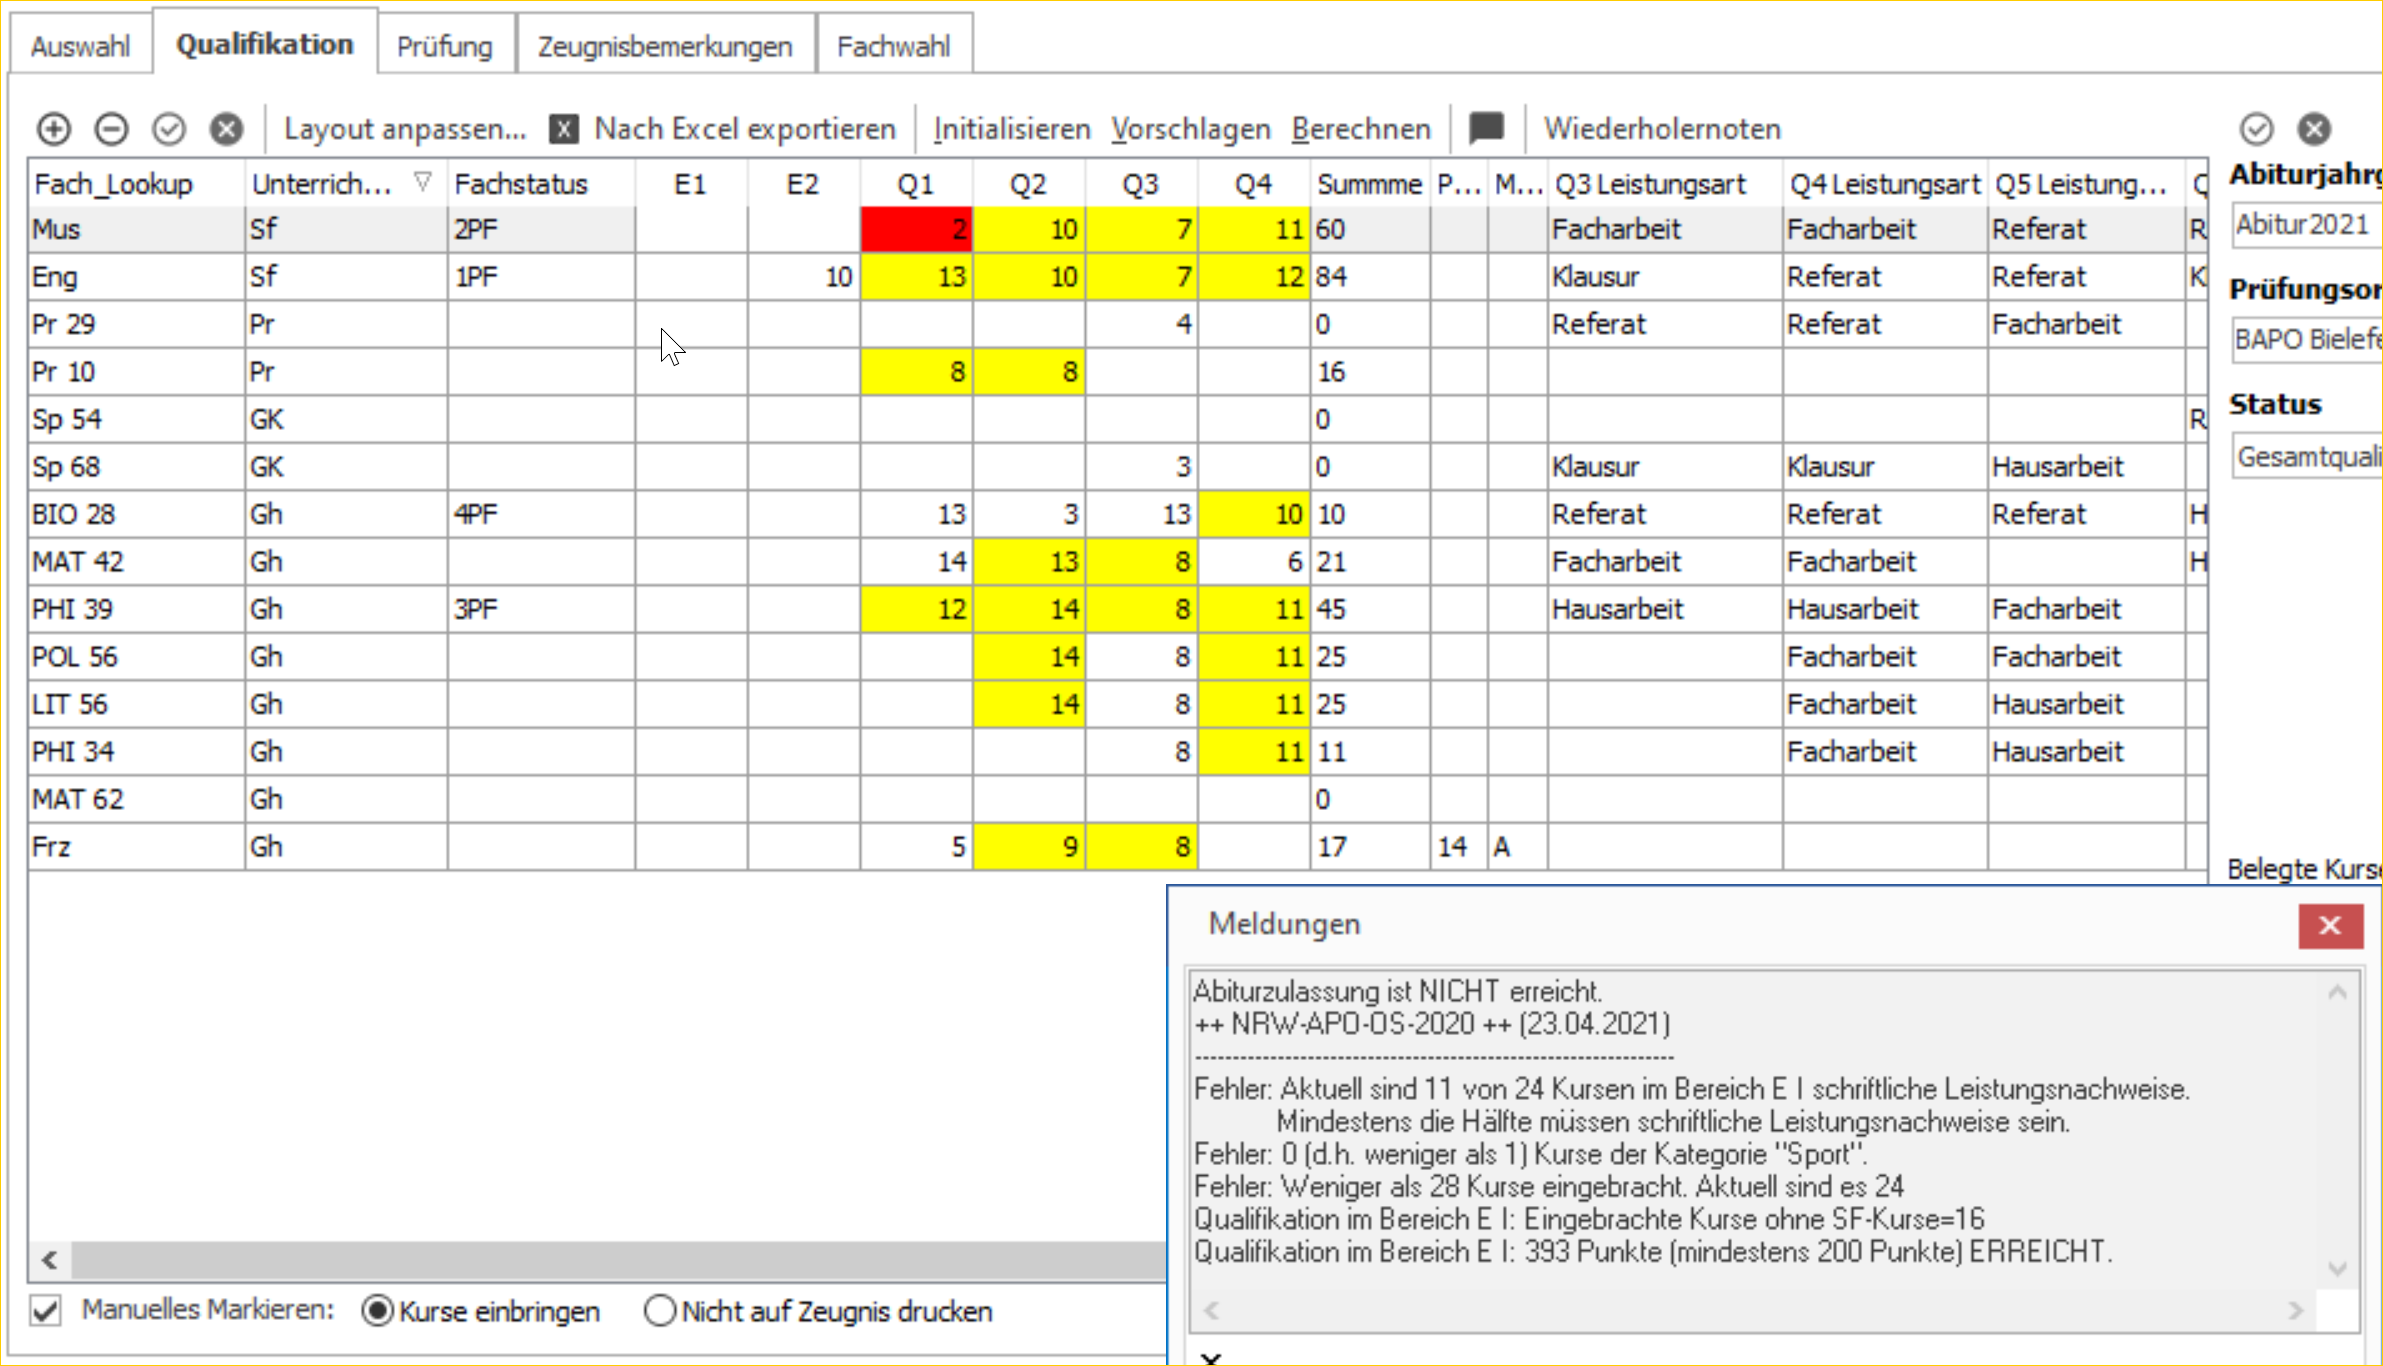 Auswahl Qualifikation Prüfung Zeugnisbemerkungen Fachwahl
Layout anpassen... X Nach Excel exportieren Initialisieren Vorschlagen Berechnen Wiederholernoten
Fach_Lookup Unterrich... Fachstatus E1 E2 Q1 Q2 Q3 Q4 Summme P... M... Q3 Leistungsart Q4 Leistungsart Q5 Leistung...
Mus Sf 2PF 2 10 7 11 60 Facharbeit Facharbeit Referat R
Eng Sf 1PF 10 13 10 7 12 84 Klausur Referat Referat K
Pr 29 Pr 4 0 Referat Referat Facharbeit
Pr 10 Pr 8 8 16
Sp 54 GK 0 R
Sp 68 GK 3 0 Klausur Klausur Hausarbeit
BIO 28 Gh 4PF 13 3 13 10 10 Referat Referat Referat H
MAT 42 Gh 14 13 8 6 21 Facharbeit Facharbeit H
PHI 39 Gh 3PF 12 14 8 11 45 Hausarbeit Hausarbeit Facharbeit
POL 56 Gh 14 8 11 25 Facharbeit Facharbeit
LIT 56 Gh 14 8 11 25 Facharbeit Hausarbeit
PHI 34 Gh 8 11 11 Facharbeit Hausarbeit
MAT 62 Gh 0
Frz Gh 5 9 8 17 14 A
Abiturjahrg
Abitur2021
Prüfungsor
BAPO Bielefe
Status
Gesamtquali
Belegte Kurse
Meldungen
Abiturzulassung ist NICHT erreicht.
++ NRW-APO-OS-2020 ++ (23.04.2021)
------------------------------------------------------------
Fehler: Aktuell sind 11 von 24 Kursen im Bereich E I schriftliche Leistungsnachweise.
Mindestens die Hälfte müssen schriftliche Leistungsnachweise sein.
Fehler: 0 (d.h. weniger als 1) Kurse der Kategorie "Sport".
Fehler: Weniger als 28 Kurse eingebracht. Aktuell sind es 24
Qualifikation im Bereich E I: Eingebrachte Kurse ohne SF-Kurse=16
Qualifikation im Bereich E I: 393 Punkte (mindestens 200 Punkte) ERREICHT.
Manuelles Markieren: Kurse einbringen Nicht auf Zeugnis drucken